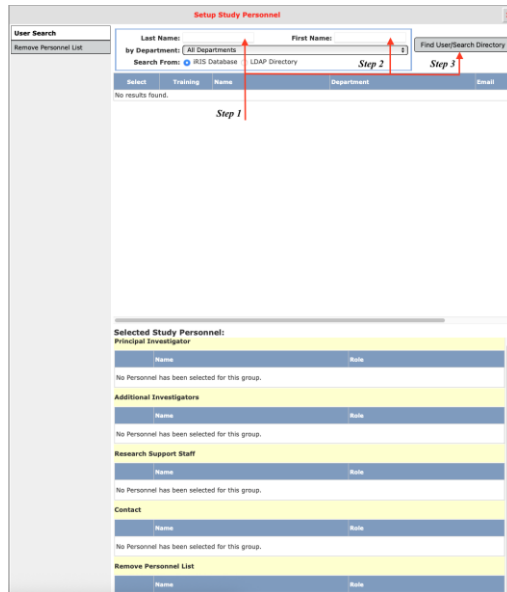 Setup Study Personnel
User Search
Remove Personnel List
Last Name:
First Name:
by Department: All Departments
Search From: iRIS Database LDAP Directory
Find User/Search Directory
Step 2
Step 3
Select Training Name Department Email
No results found.
Step 1
Selected Study Personnel:
Principal Investigator
Name Role
No Personnel has been selected for this group.
Additional Investigators
Name Role
No Personnel has been selected for this group.
Research Support Staff
Name Role
No Personnel has been selected for this group.
Contact
Name Role
No Personnel has been selected for this group.
Remove Personnel List
Name Role